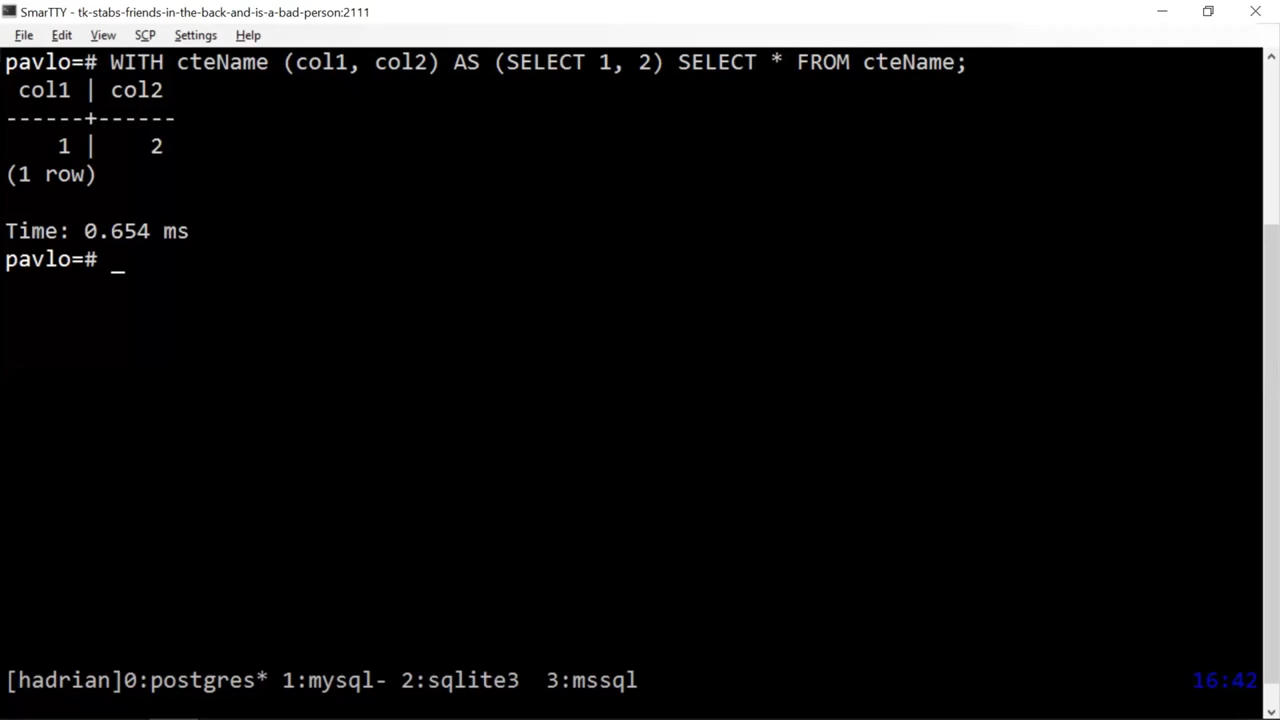 SmarTTY - tk-stabs-friends-in-the-back-and-is-a-bad-person:2111
File Edit View SCP Settings Help
pavlo=# WITH cteName (col1, col2) AS (SELECT 1, 2) SELECT * FROM cteName;
 col1 | col2
------+------
    1 |    2
(1 row)

Time: 0.654 ms
pavlo=# _
[hadrian]0:postgres* 1:mysql- 2:sqlite3  3:mssql 16:42